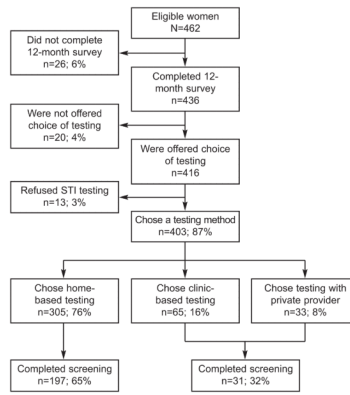 Eligible women
N=462
Did not complete
12-month survey
n=26; 6%
Completed 12-
month survey
n=436
Were not offered
choice of testing
n=20; 4%
Were offered choice
of testing
n=416
Refused STI testing
n=13; 3%
Chose a testing method
n=403; 87%
Chose home-
based testing
n=305; 76%
Chose clinic-
based testing
n=65; 16%
Chose testing with
private provider
n=33; 8%
Completed screening
n=197; 65%
Completed screening
n=31; 32%